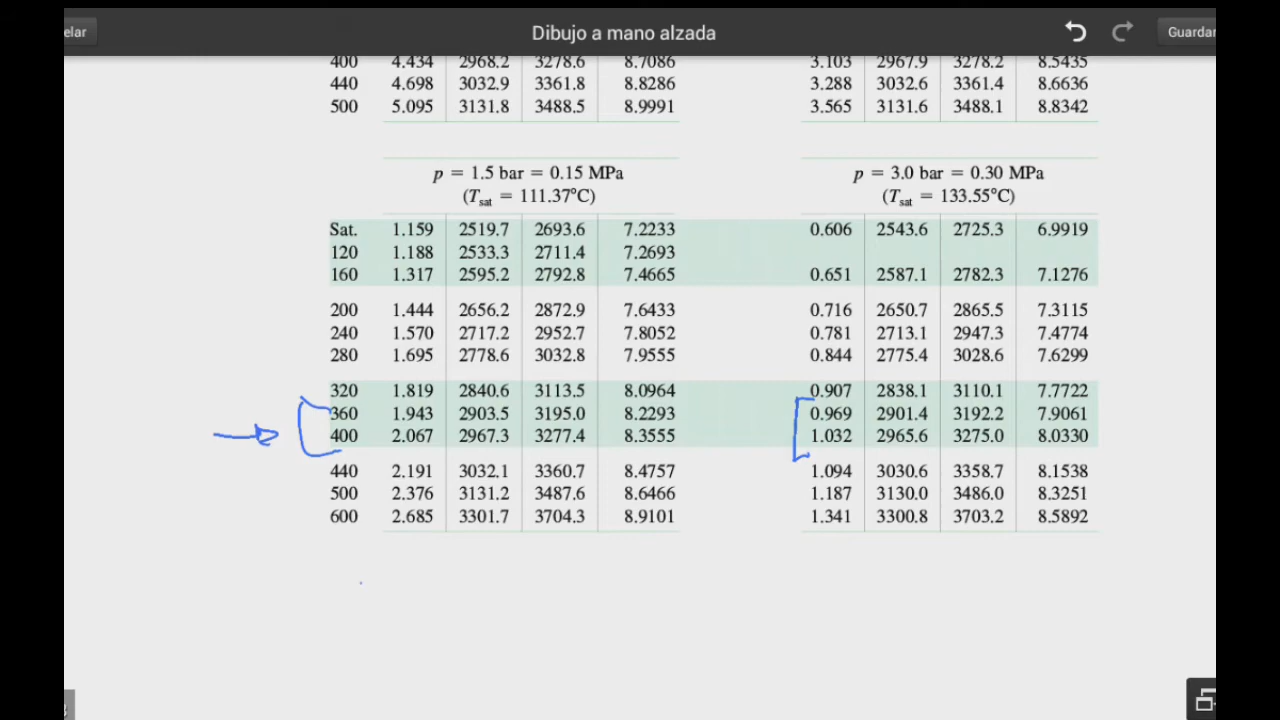 elar Dibujo a mano alzada Guardar
400 4.434 2968.2 3278.6 8.7086 3.103 2967.9 3278.2 8.5435
440 4.698 3032.9 3361.8 8.8286 3.288 3032.6 3361.4 8.6636
500 5.095 3131.8 3488.5 8.9991 3.565 3131.6 3488.1 8.8342
p = 1.5 bar = 0.15 MPa p = 3.0 bar = 0.30 MPa
(Tsat = 111.37°C) (Tsat = 133.55°C)
Sat. 1.159 2519.7 2693.6 7.2233 0.606 2543.6 2725.3 6.9919
120 1.188 2533.3 2711.4 7.2693
160 1.317 2595.2 2792.8 7.4665 0.651 2587.1 2782.3 7.1276
200 1.444 2656.2 2872.9 7.6433 0.716 2650.7 2865.5 7.3115
240 1.570 2717.2 2952.7 7.8052 0.781 2713.1 2947.3 7.4774
280 1.695 2778.6 3032.8 7.9555 0.844 2775.4 3028.6 7.6299
320 1.819 2840.6 3113.5 8.0964 0.907 2838.1 3110.1 7.7722
360 1.943 2903.5 3195.0 8.2293 0.969 2901.4 3192.2 7.9061
400 2.067 2967.3 3277.4 8.3555 1.032 2965.6 3275.0 8.0330
440 2.191 3032.1 3360.7 8.4757 1.094 3030.6 3358.7 8.1538
500 2.376 3131.2 3487.6 8.6466 1.187 3130.0 3486.0 8.3251
600 2.685 3301.7 3704.3 8.9101 1.341 3300.8 3703.2 8.5892